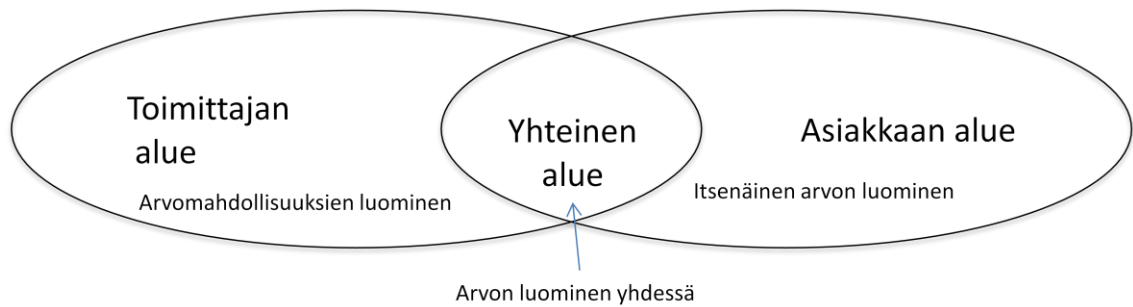 Toimittajan
alue
Arvomahdollisuuksien luominen
Yhteinen
alue
Asiakkaan alue
Itsenäinen arvon luominen
Arvon luominen yhdessä